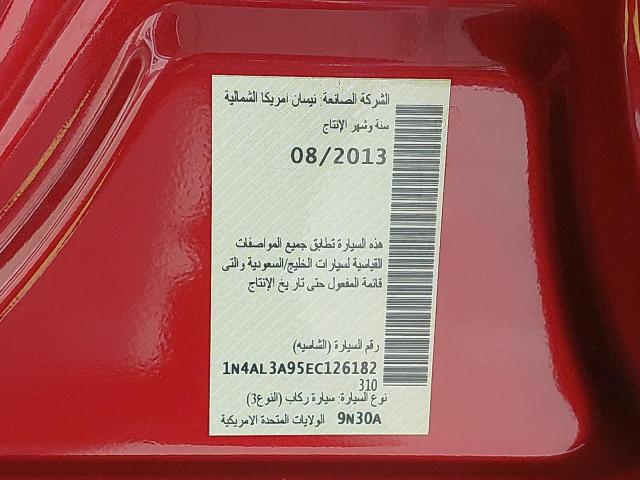 الشركة الصانعة: نيسان امريكا الشمالية
سنة وشهر الإنتاج
08/2013
هذه السيارة تطابق جميع المواصفات
القياسية لسيارات الخليج/السعودية والتى
قائمة المفعول حتى تاريخ الإنتاج
رقم السيارة (الشاسيه)
1N4AL3A95EC126182
310
نوع السيارة: سيارة ركاب (النوع3)
9N30A الولايات المتحدة الامريكية